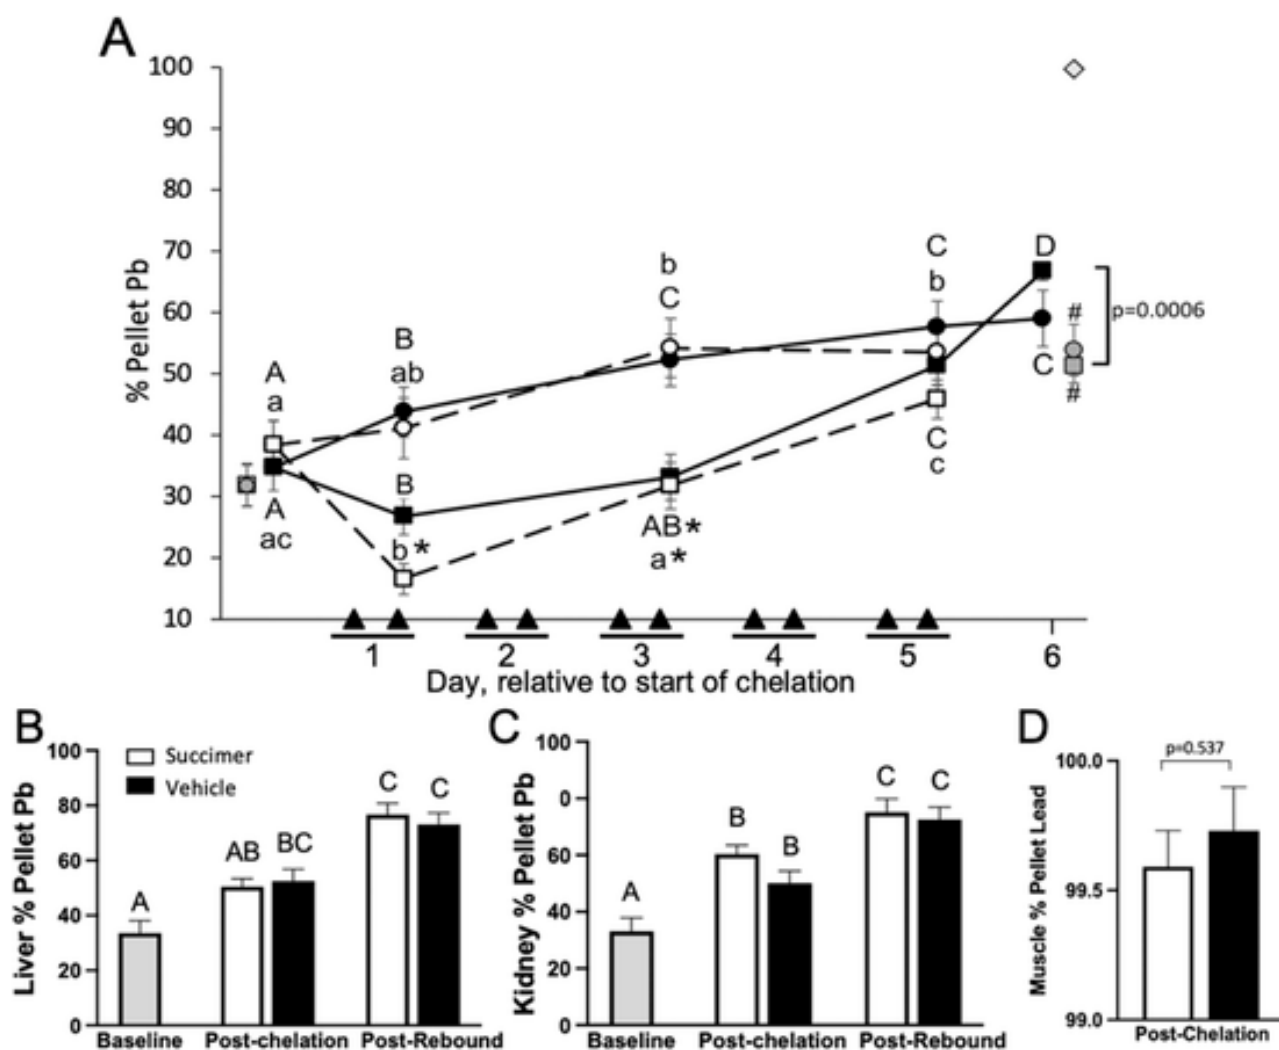 A
100
90
80
70
60
50
40
30
20
10
% Pellet Pb
A
a
A
ac
B
ab
B
b*
b
C
AB*
a*
C
b
C
c
D
C
#
#
p=0.0006
1 2 3 4 5 6
Day, relative to start of chelation
B
Liver % Pellet Pb
100
80
60
40
20
0
Succimer
Vehicle
A
AB
BC
C
C
Baseline Post-chelation Post-Rebound
C
Kidney % Pellet Pb
100
0
60
40
20
0
A
B
B
C
C
Baseline Post-chelation Post-Rebound
D
Muscle % Pellet Lead
100.0
99.5
99.0
p=0.537
Post-Chelation